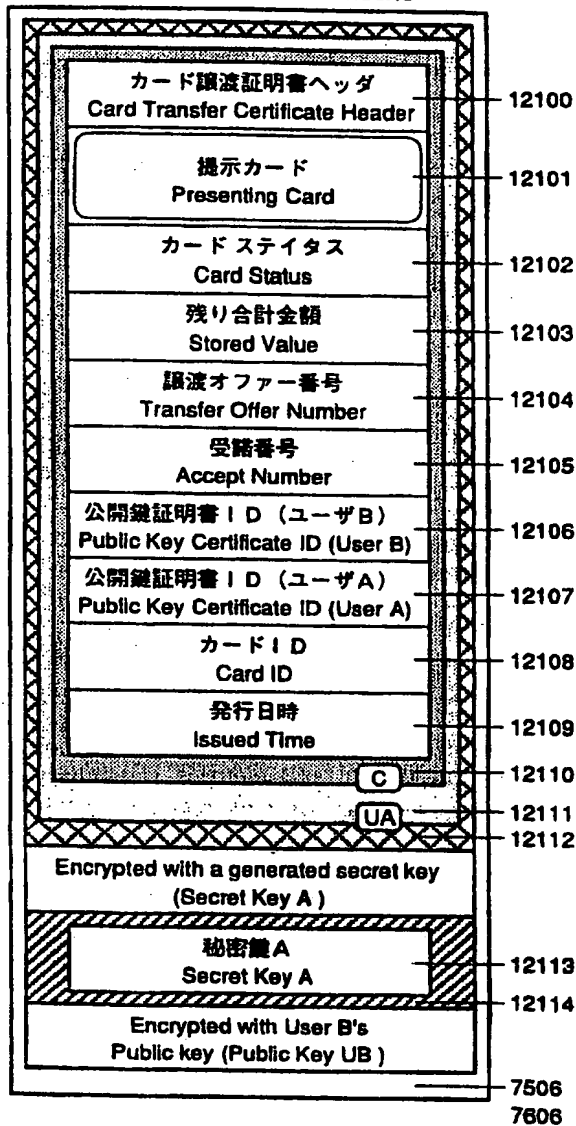 カード譲渡証明書ヘッダ
Card Transfer Certificate Header
12100
提示カード
Presenting Card
12101
カード ステイタス
Card Status
12102
残り合計金額
Stored Value
12103
譲渡オファー番号
Transfer Offer Number
12104
受諾番号
Accept Number
12105
公開鍵証明書ID(ユーザB)
Public Key Certificate ID (User B)
12106
公開鍵証明書ID(ユーザA)
Public Key Certificate ID (User A)
12107
カードID
Card ID
12108
発行日時
Issued Time
12109
C
12110
UA
12111
12112
Encrypted with a generated secret key
(Secret Key A )
秘密鍵A
Secret Key A
12113
12114
Encrypted with User B's
Public key (Public Key UB )
7506
7606